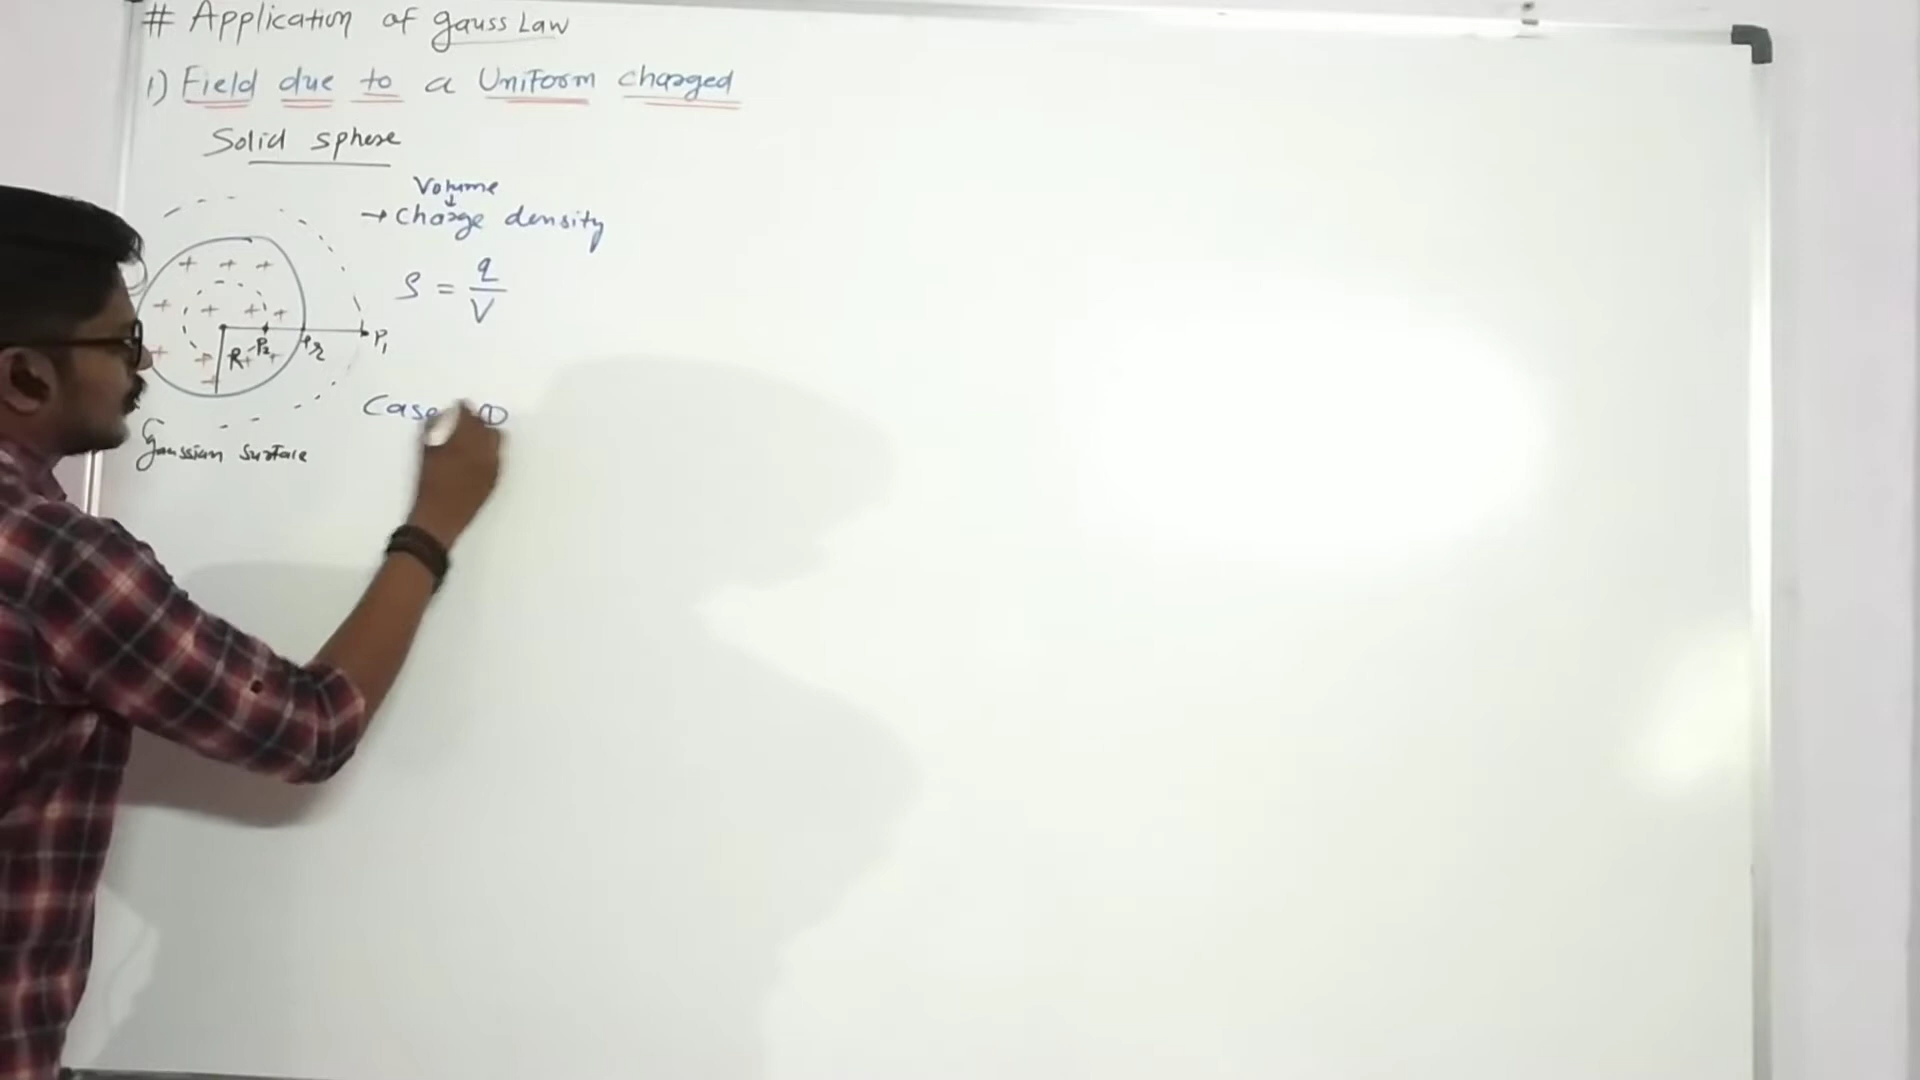 # Application of gauss Law
1) Field due to a Uniform charged
Solid sphere
Volume
↓
→ Charge density
+ + +
+ + + +
ρ = q/V
R P2 r P1
Case ①
Gaussian surface